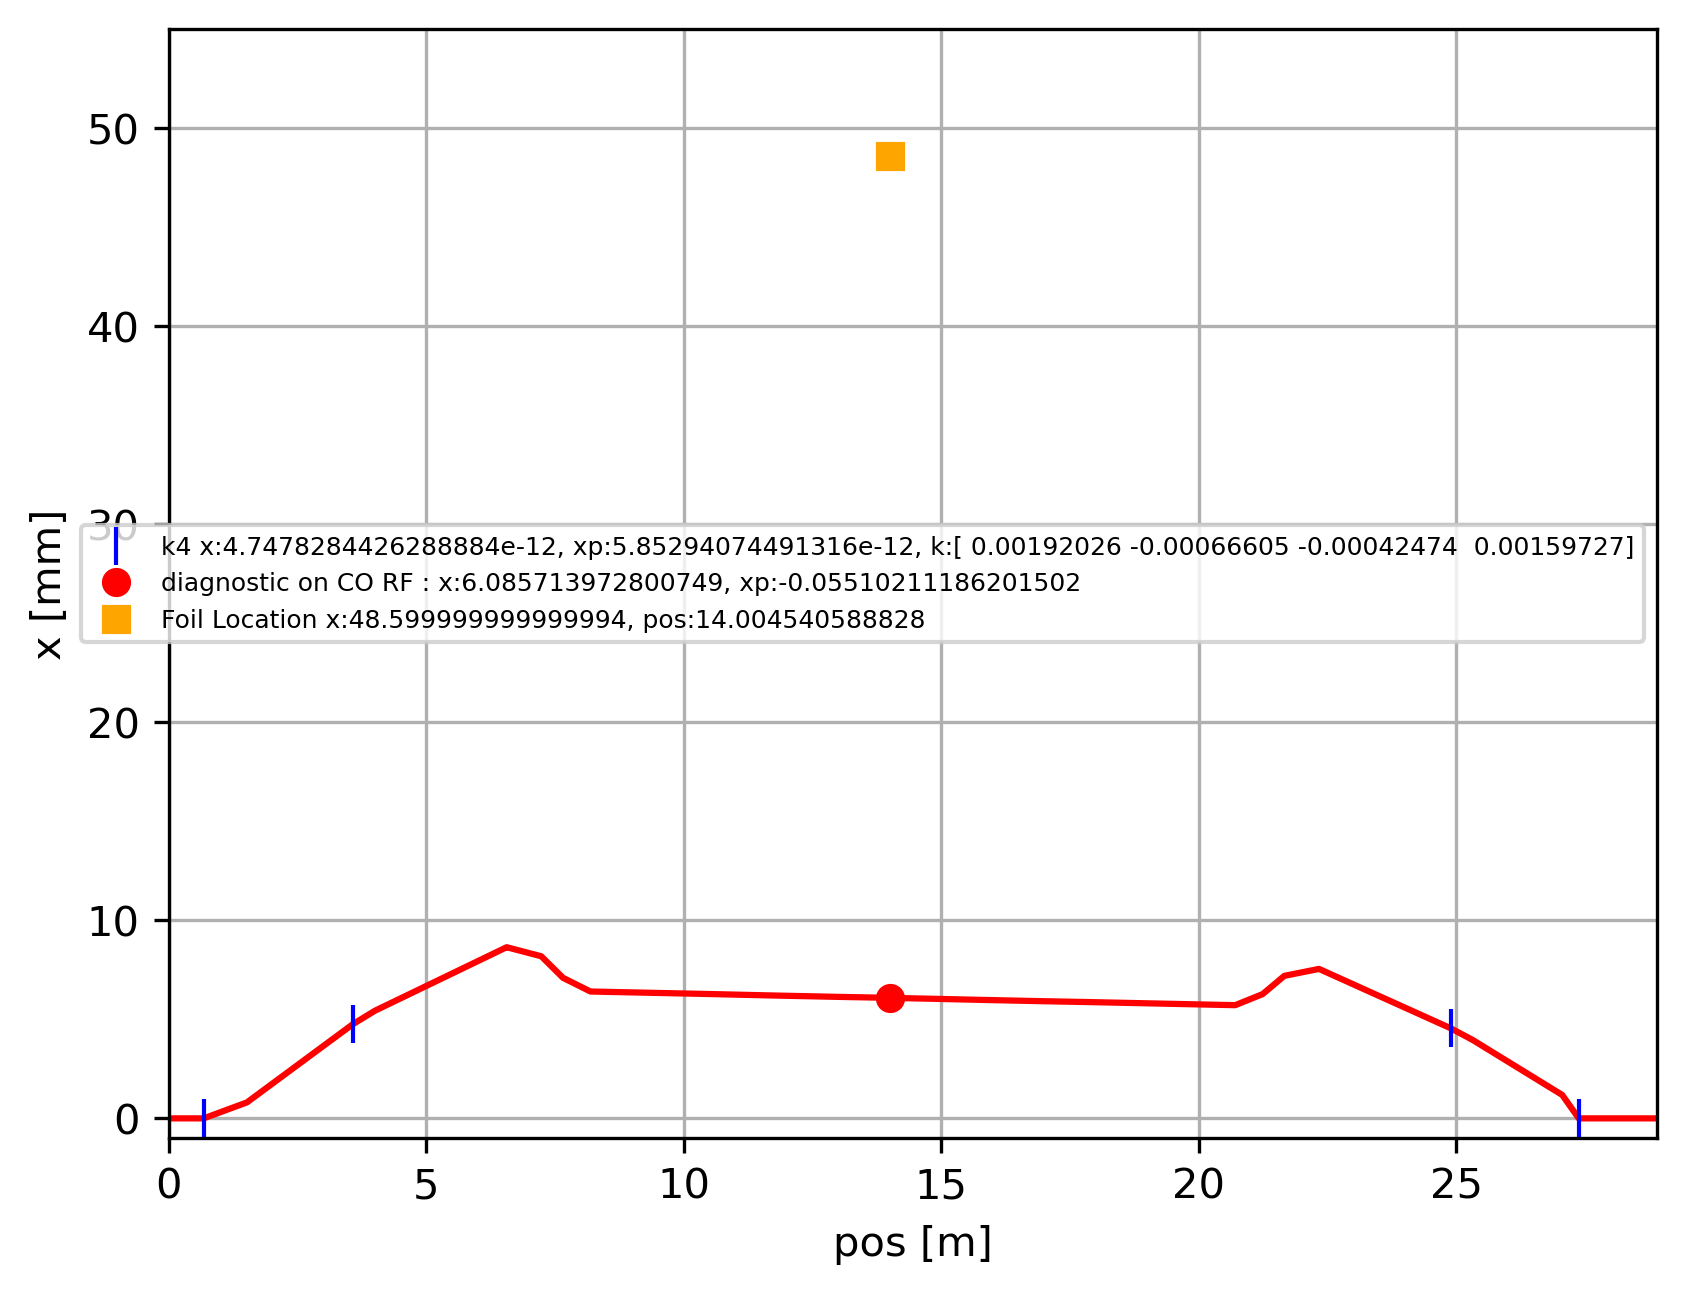 50
40
x [mm]
30
k4 x:4.7478284426288884e-12, xp:5.85294074491316e-12, k:[ 0.00192026 -0.00066605 -0.00042474  0.00159727]
diagnostic on CO RF : x:6.085713972800749, xp:-0.05510211186201502
Foil Location x:48.599999999999994, pos:14.004540588828
20
10
0
0 5 10 15 20 25
pos [m]